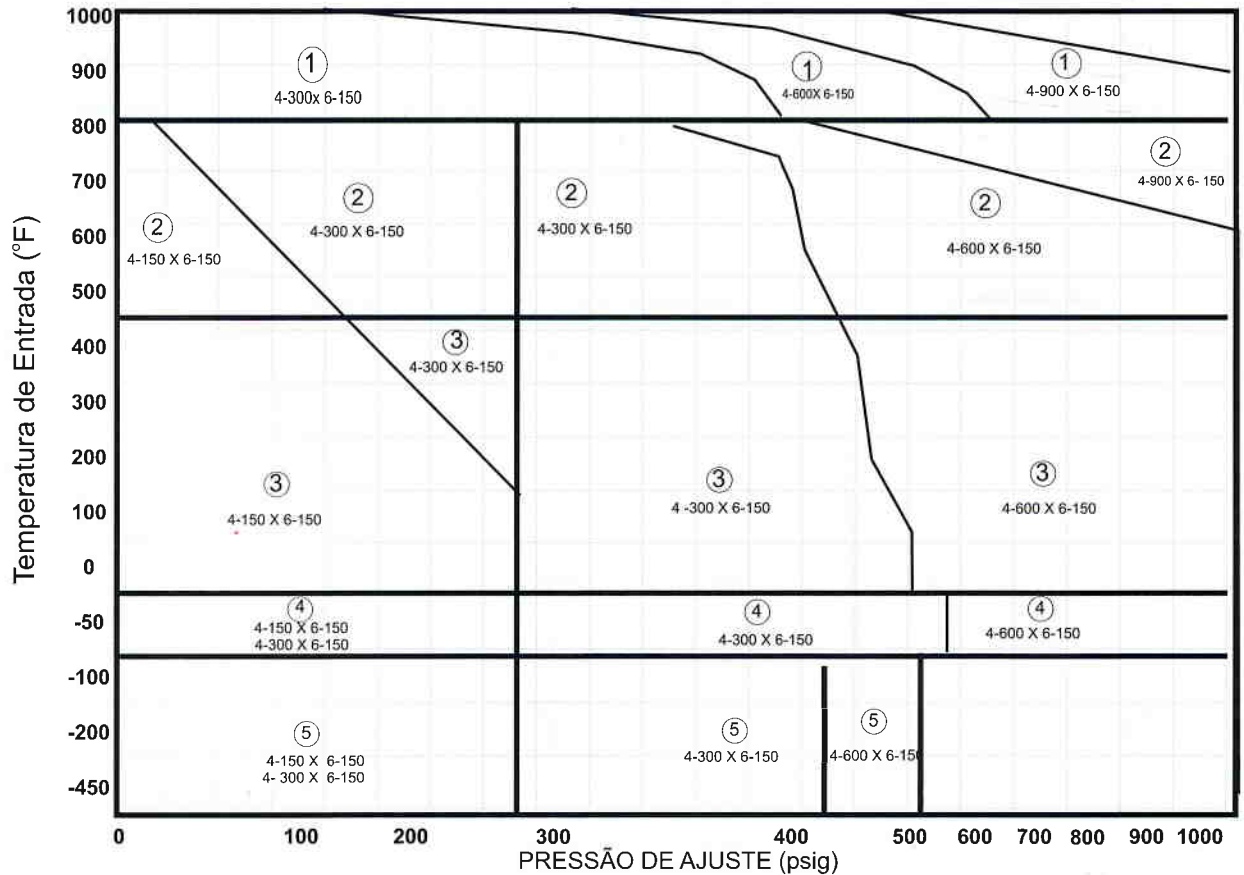 1000
900
800
700
600
500
400
300
200
100
0
-50
-100
-200
-450
Temperatura de Entrada (°F)
1
4-300x 6-150
1
4-600X 6-150
1
4-900 X 6-150
2
4-150 X 6-150
2
4-300 X 6-150
2
4-300 X 6-150
2
4-600 X 6-150
2
4-900 X 6- 150
3
4-300 X 6-150
3
4-150 X 6-150
3
4 -300 X 6-150
3
4-600 X 6-150
4
4-150 X 6-150
4-300 X 6-150
4
4-300 X 6-150
4
4-600 X 6-150
5
4-150 X 6-150
4- 300 X 6-150
5
4-300 X 6-150
5
4-600 X 6-150
0 100 200 300 400 500 600 700 800 900 1000
PRESSÃO DE AJUSTE (psig)